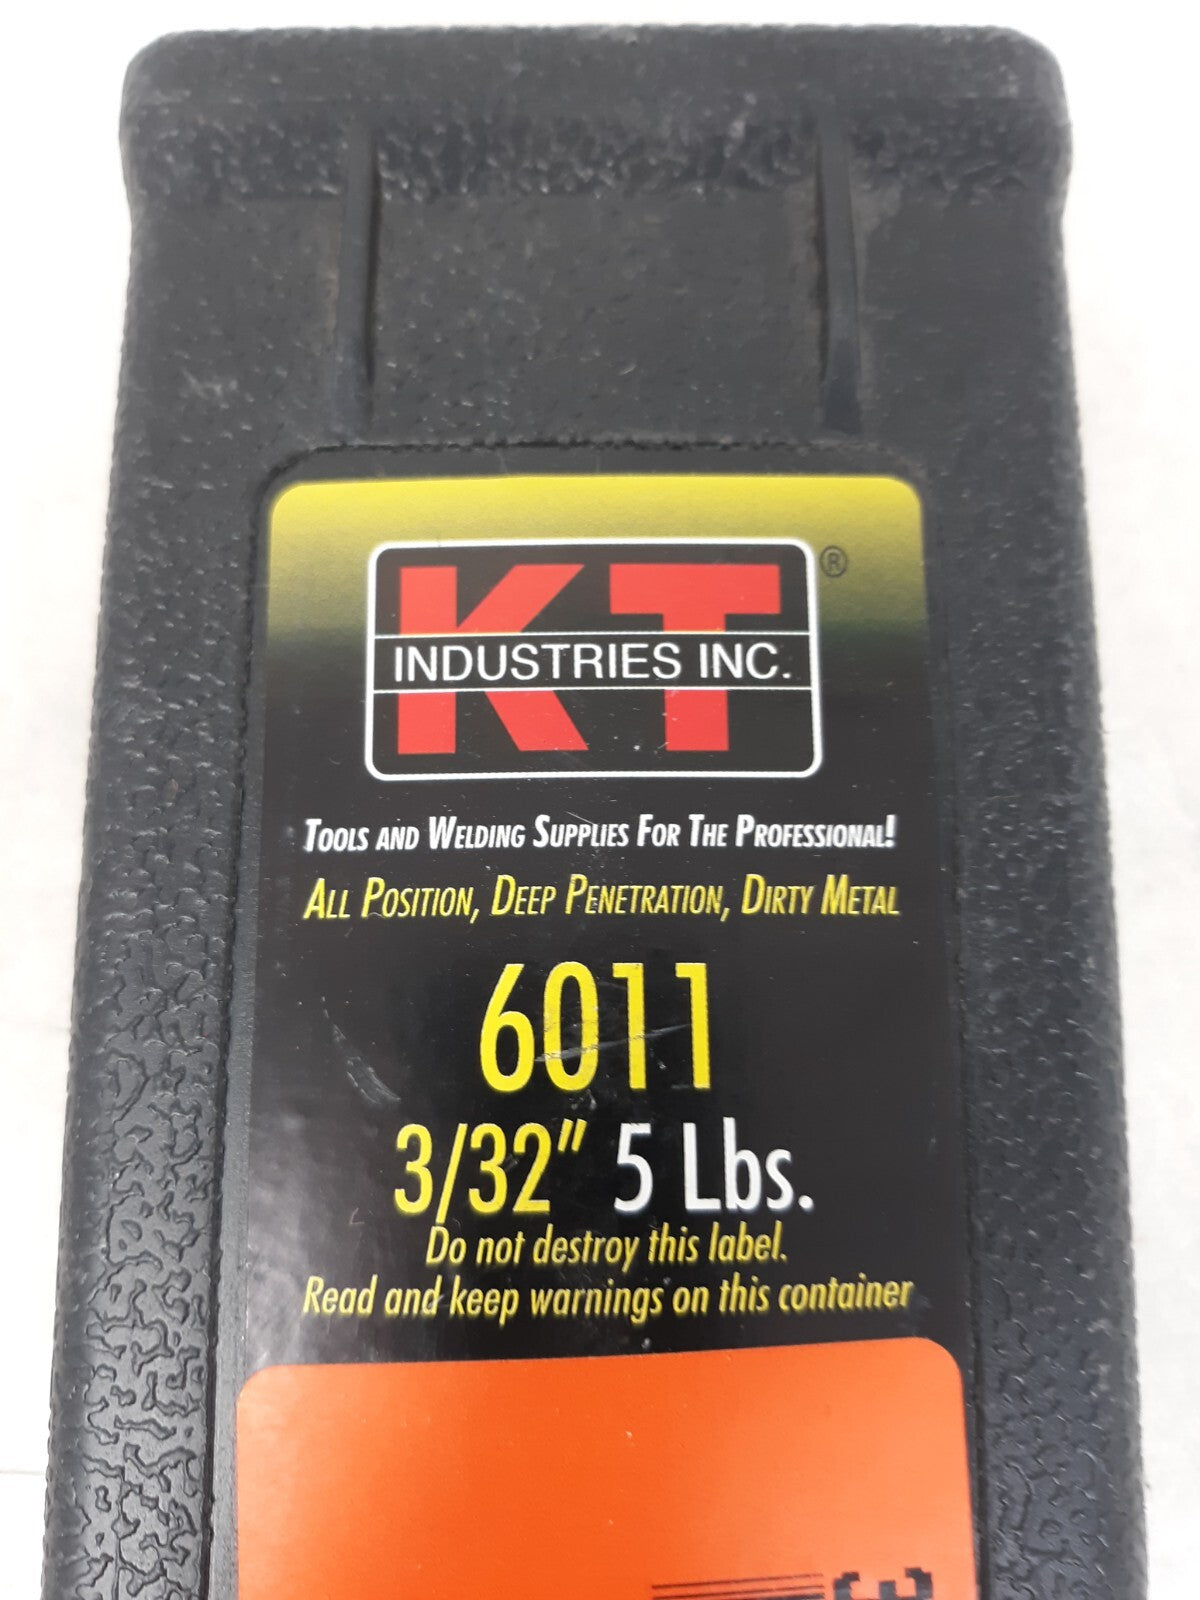 KT
INDUSTRIES INC.
®
Tools and Welding Supplies For The Professional!
All Position, Deep Penetration, Dirty Metal
6011
3/32" 5 Lbs.
Do not destroy this label.
Read and keep warnings on this container